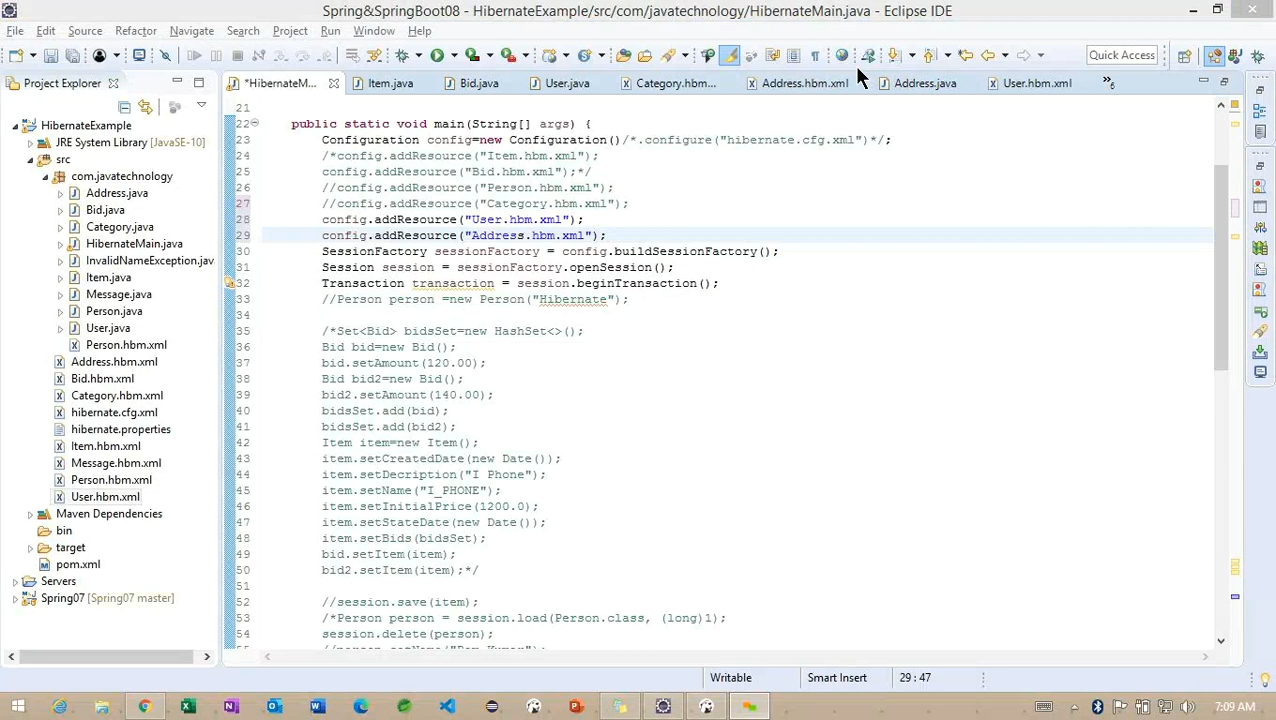 Spring&SpringBoot08 - HibernateExample/src/com/javatechnology/HibernateMain.java - Eclipse IDE
File Edit Source Refactor Navigate Search Project Run Help
Quick Access
Project Explorer
*HibernateM... Item.java Bid.java User.java Category.hbm... Address.hbm.xml Address.java User.hbm.xml
HibernateExample
JRE System Library [JavaSE-10]
src
com.javatechnology
Address.java
Bid.java
Category.java
HibernateMain.java
InvalidNameException.jav
Item.java
Message.java
Person.java
User.java
Person.hbm.xml
Address.hbm.xml
Bid.hbm.xml
Category.hbm.xml
hibernate.cfg.xml
hibernate.properties
Item.hbm.xml
Message.hbm.xml
Person.hbm.xml
User.hbm.xml
Maven Dependencies
bin
target
pom.xml
Servers
Spring07 [Spring07 master]
21
22 public static void main(String[] args) {
23 Configuration config=new Configuration()/*.configure("hibernate.cfg.xml")*/;
24 /*config.addResource("Item.hbm.xml");
25 config.addResource("Bid.hbm.xml");*/
26 //config.addResource("Person.hbm.xml");
27 //config.addResource("Category.hbm.xml");
28 config.addResource("User.hbm.xml");
29 config.addResource("Address.hbm.xml");
30 SessionFactory sessionFactory = config.buildSessionFactory();
31 Session session = sessionFactory.openSession();
32 Transaction transaction = session.beginTransaction();
33 //Person person =new Person("Hibernate");
34
35 /*Set<Bid> bidsSet=new HashSet<>();
36 Bid bid=new Bid();
37 bid.setAmount(120.00);
38 Bid bid2=new Bid();
39 bid2.setAmount(140.00);
40 bidsSet.add(bid);
41 bidsSet.add(bid2);
42 Item item=new Item();
43 item.setCreatedDate(new Date());
44 item.setDecription("I Phone");
45 item.setName("I_PHONE");
46 item.setInitialPrice(1200.0);
47 item.setStateDate(new Date());
48 item.setBids(bidsSet);
49 bid.setItem(item);
50 bid2.setItem(item);*/
51
52 //session.save(item);
53 /*Person person = session.load(Person.class, (long)1);
54 session.delete(person);
Writable Smart Insert 29 : 47
7:09 AM